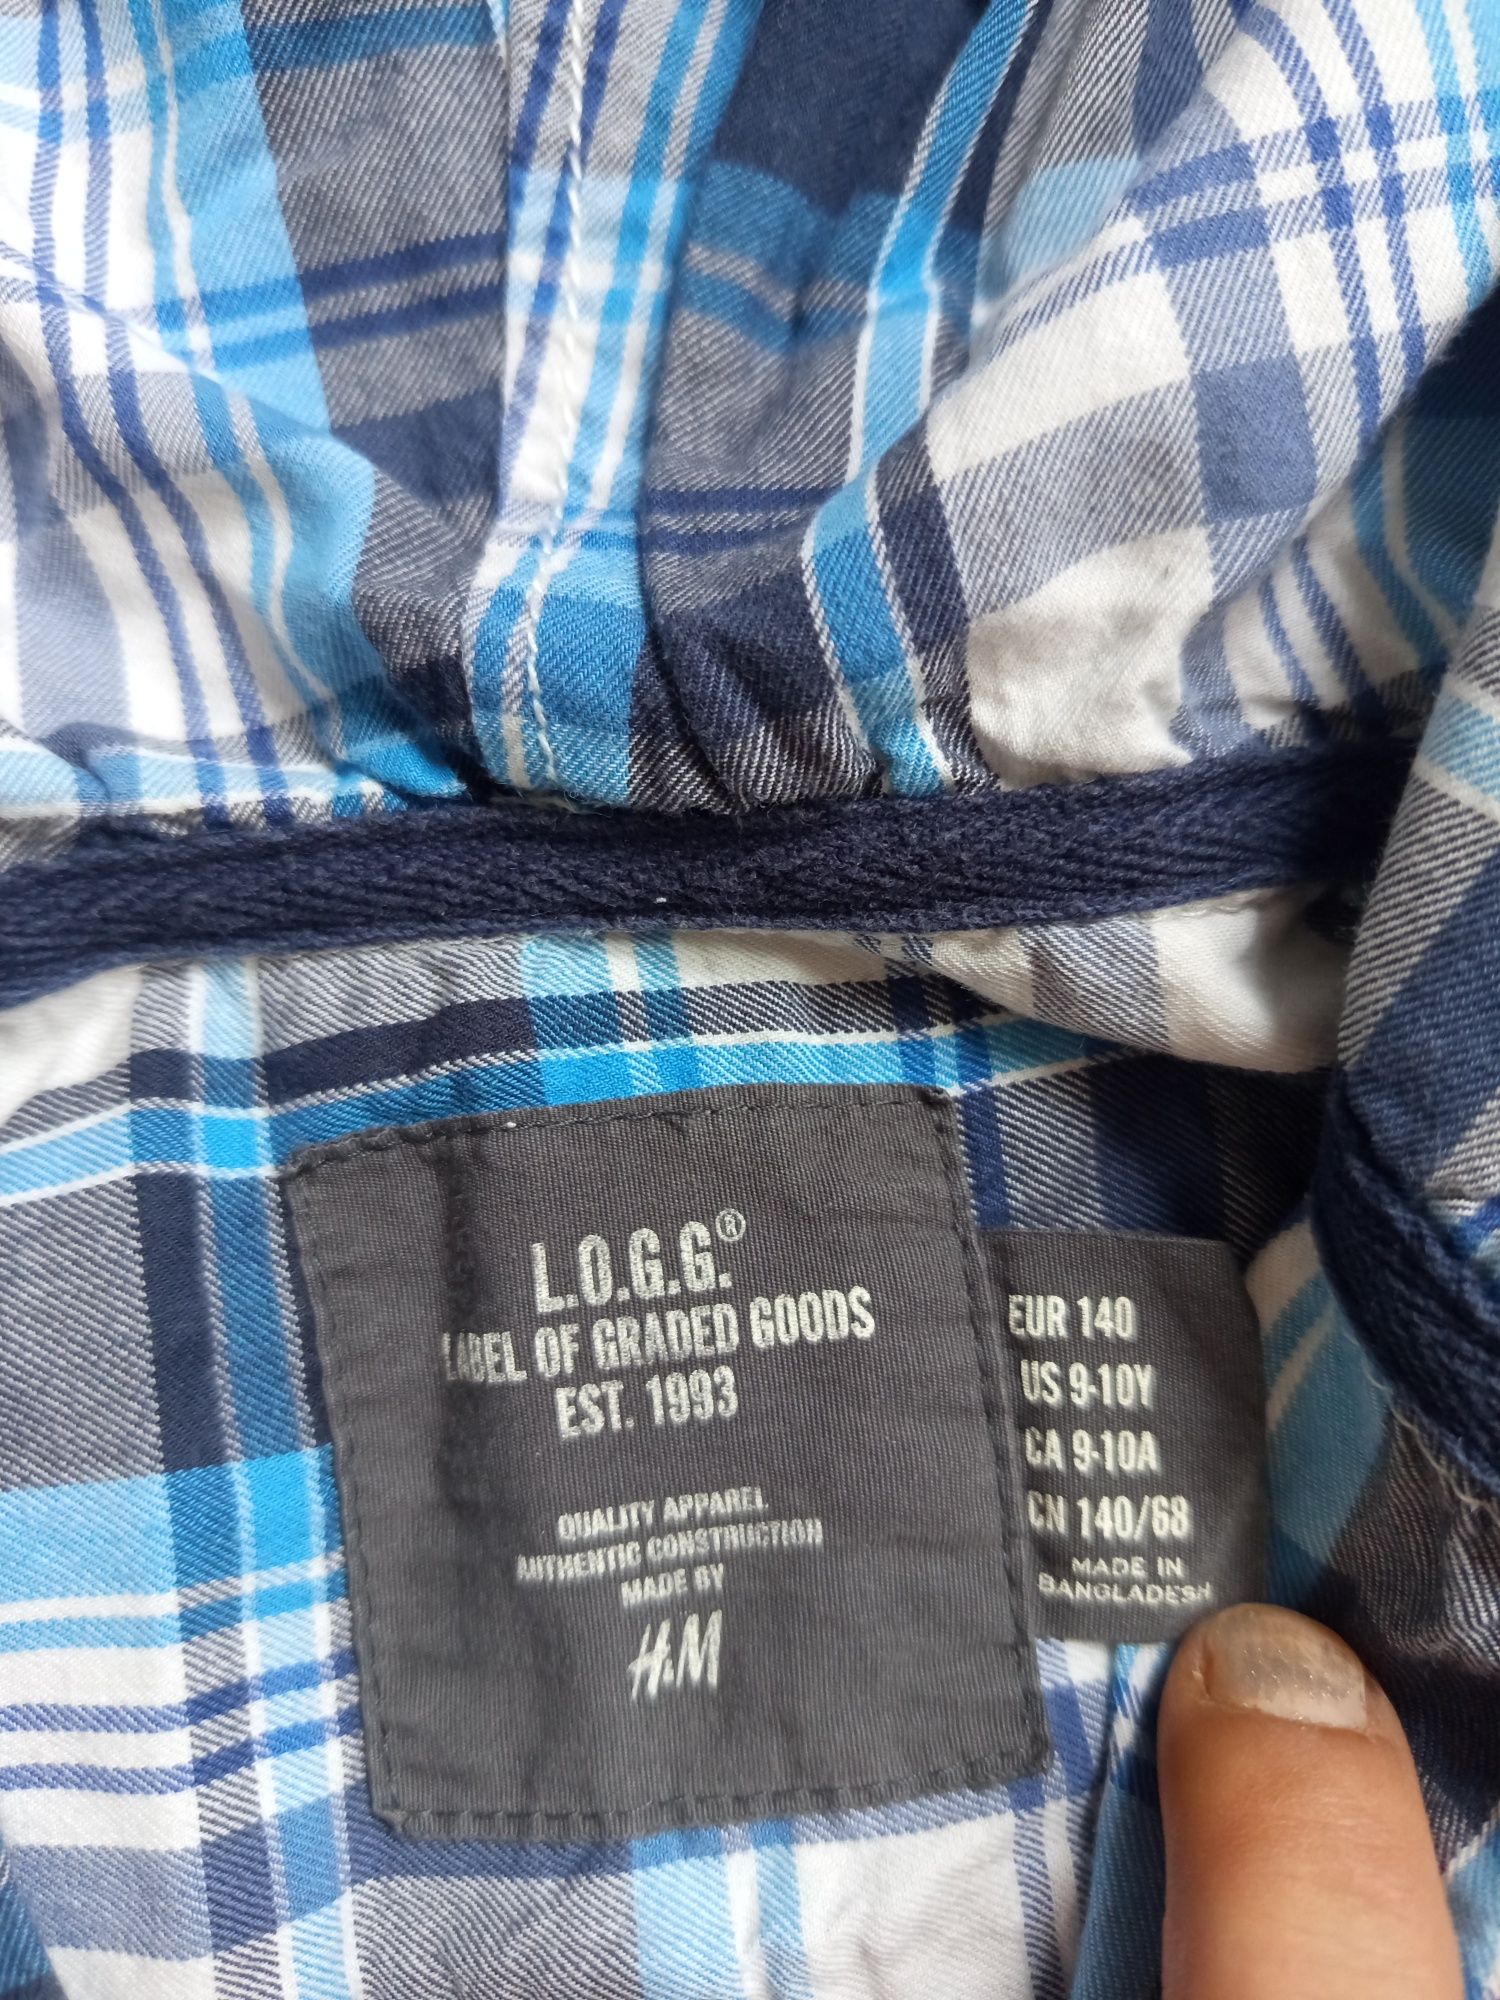 L.O.G.G.®
LABEL OF GRADED GOODS
EST. 1993
QUALITY APPAREL
AUTHENTIC CONSTRUCTION
MADE BY
H&M
EUR 140
US 9-10Y
CA 9-10A
CN 140/68
MADE IN
BANGLADESH